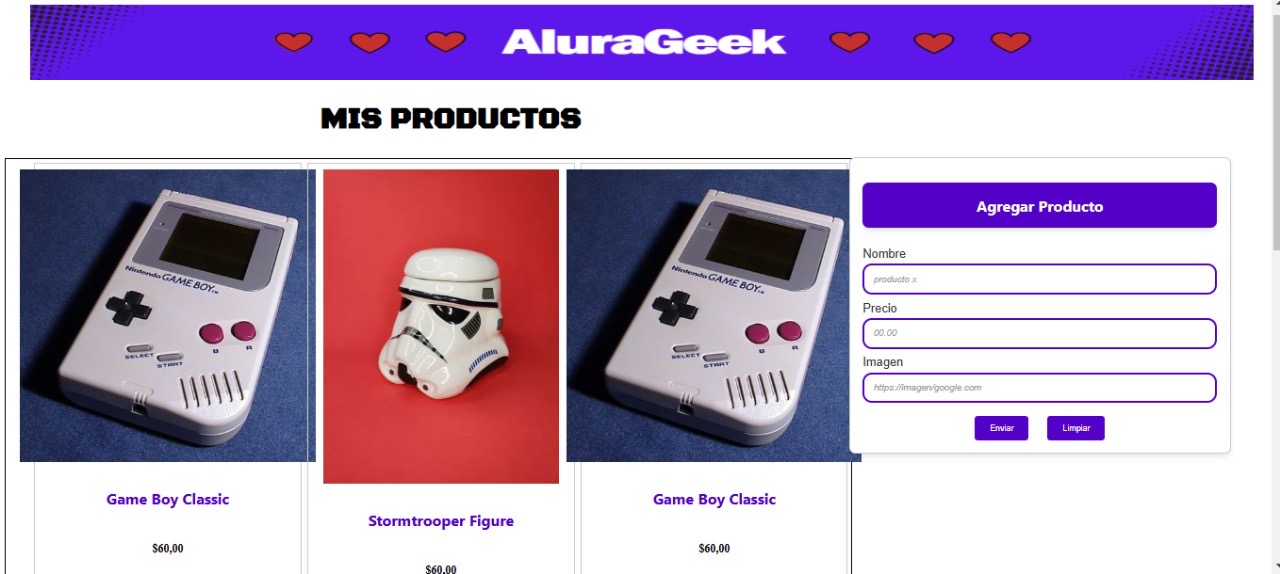 AluraGeek
MIS PRODUCTOS
Nintendo GAME BOY TM
SELECT
START
B
A
Game Boy Classic
$60,00
Stormtrooper Figure
$60,00
Nintendo GAME BOY TM
SELECT
START
B
A
Game Boy Classic
$60,00
Agregar Producto
Nombre
producto x
Precio
00.00
Imagen
https://imagen/google.com
Enviar
Limpiar